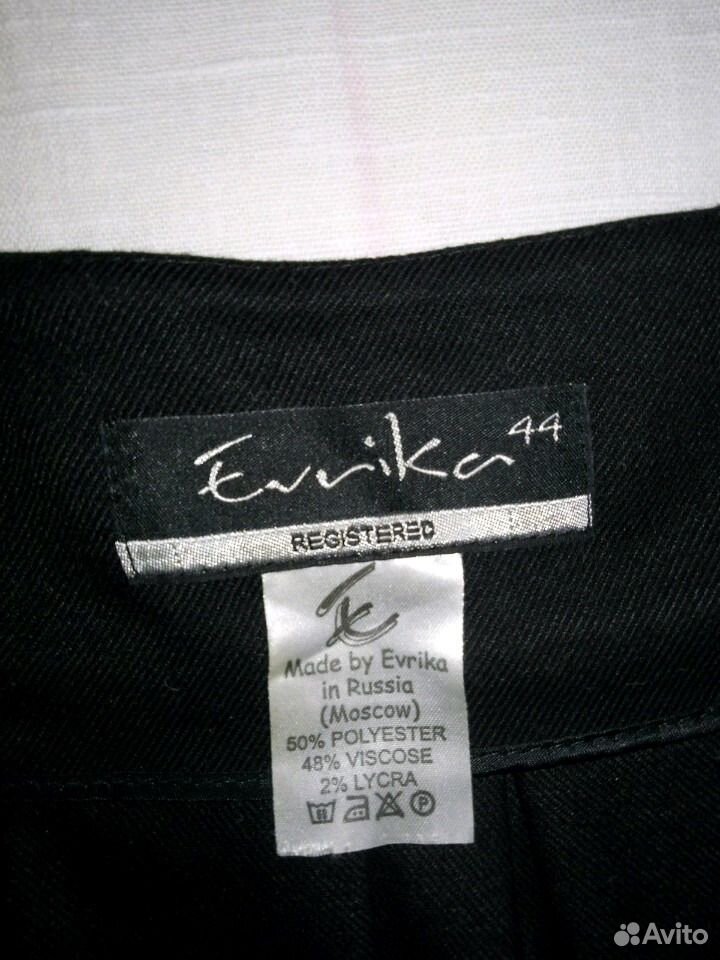 Evrika 44
REGISTERED
Made by Evrika
in Russia
(Moscow)
50% POLYESTER
48% VISCOSE
2% LYCRA
P
Avito